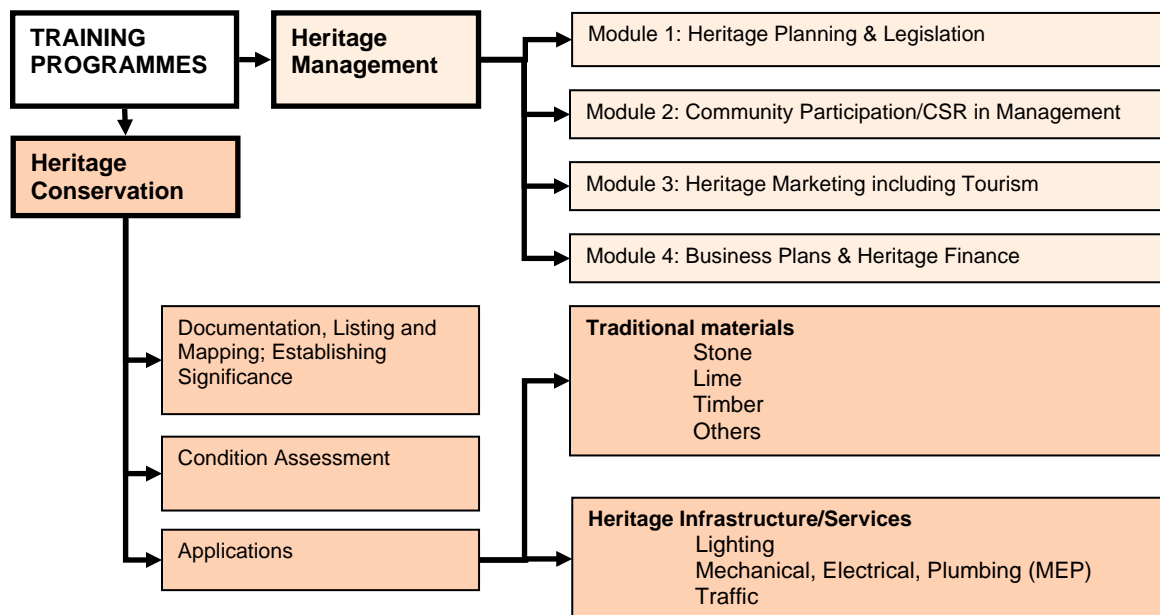 TRAINING
PROGRAMMES
Heritage
Management
Module 1: Heritage Planning & Legislation
Module 2: Community Participation/CSR in Management
Module 3: Heritage Marketing including Tourism
Module 4: Business Plans & Heritage Finance
Heritage
Conservation
Documentation, Listing and
Mapping; Establishing
Significance
Condition Assessment
Applications
Traditional materials
Stone
Lime
Timber
Others
Heritage Infrastructure/Services
Lighting
Mechanical, Electrical, Plumbing (MEP)
Traffic